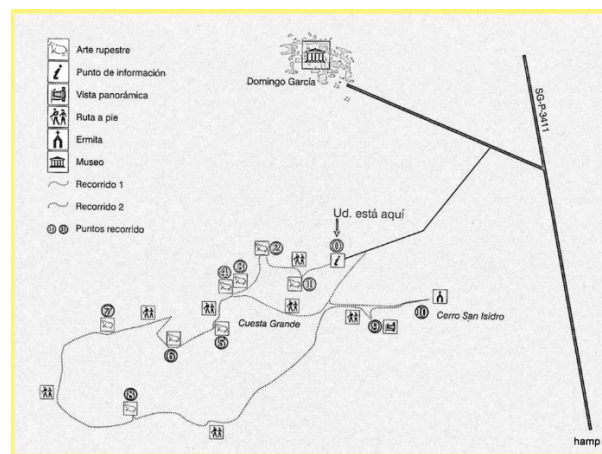 Arte rupestre
Punto de información
Vista panorámica
Ruta a pie
Ermita
Museo
Recorrido 1
Recorrido 2
Puntos recorrido
Domingo García
SG-P-3411
Ud. está aquí
0
i
2
1
4
3
Cuesta Grande
5
6
7
8
9
10
Cerro San Isidro
hamp